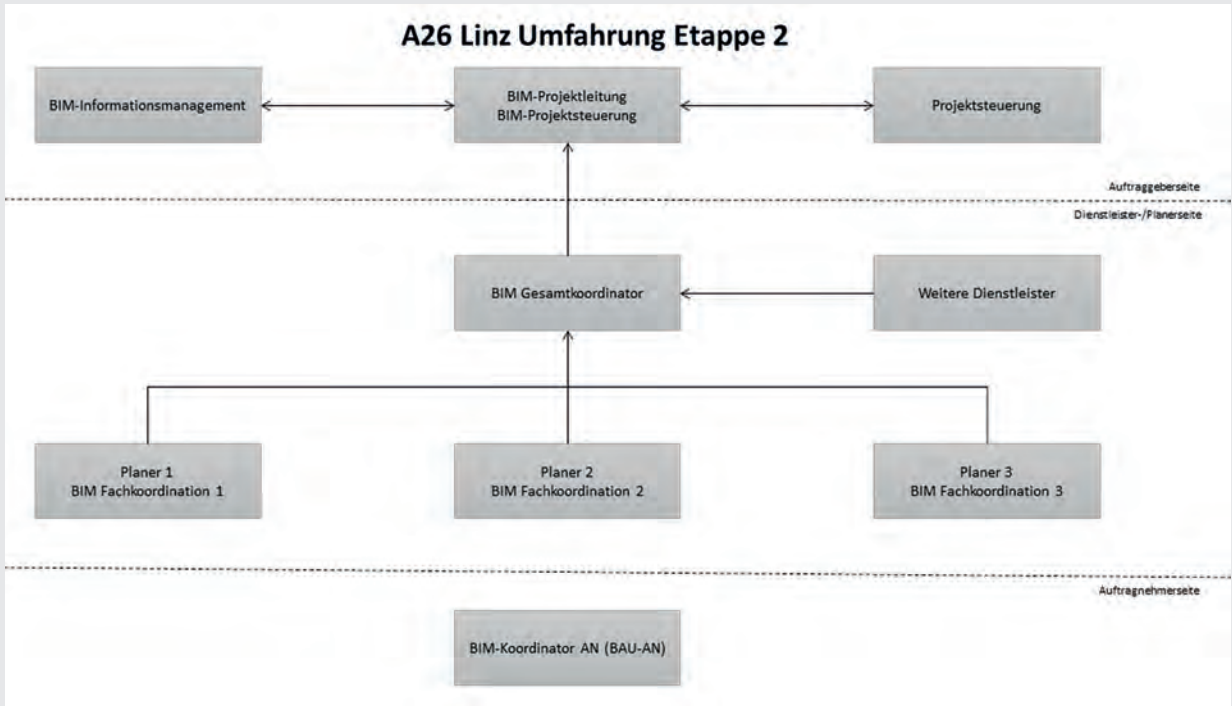 A26 Linz Umfahrung Etappe 2
BIM-Informationsmanagement
BIM-Projektleitung
BIM-Projektsteuerung
Projektsteuerung
Auftraggeberseite
Dienstleister-/Planerseite
BIM Gesamtkoordinator
Weitere Dienstleister
Planer 1
BIM Fachkoordination 1
Planer 2
BIM Fachkoordination 2
Planer 3
BIM Fachkoordination 3
Auftragnehmerseite
BIM-Koordinator AN (BAU-AN)